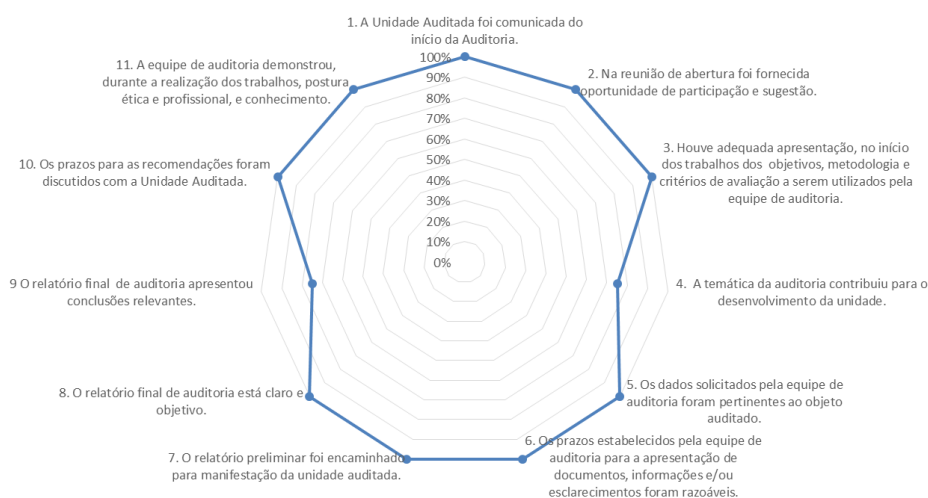 1. A Unidade Auditada foi comunicada do
início da Auditoria.
100%
90%
80%
70%
60%
50%
40%
30%
20%
10%
0%
2. Na reunião de abertura foi fornecida
oportunidade de participação e sugestão.
3. Houve adequada apresentação, no início
dos trabalhos dos objetivos, metodologia e
critérios de avaliação a serem utilizados pela
equipe de auditoria.
4. A temática da auditoria contribuiu para o
desenvolvimento da unidade.
5. Os dados solicitados pela equipe de
auditoria foram pertinentes ao objeto
auditado.
6. Os prazos estabelecidos pela equipe de
auditoria para a apresentação de
documentos, informações e/ou
esclarecimentos foram razoáveis.
7. O relatório preliminar foi encaminhado
para manifestação da unidade auditada.
8. O relatório final de auditoria está claro e
objetivo.
9 O relatório final de auditoria apresentou
conclusões relevantes.
10. Os prazos para as recomendações foram
discutidos com a Unidade Auditada.
11. A equipe de auditoria demonstrou,
durante a realização dos trabalhos, postura
ética e profissional, e conhecimento.